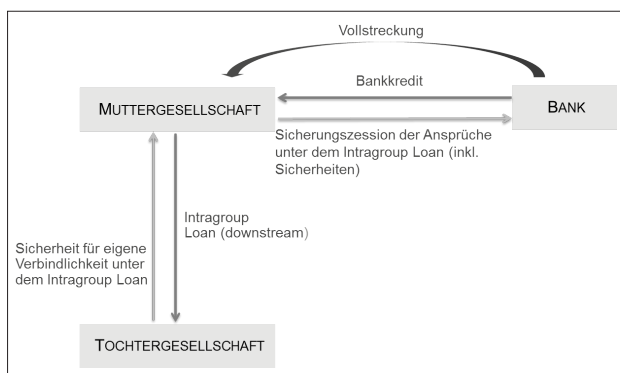 Vollstreckung
Bankkredit
MUTTERGESELLSCHAFT
BANK
Sicherungszession der Ansprüche
unter dem Intragroup Loan (inkl.
Sicherheiten)
Intragroup
Loan (downstream)
Sicherheit für eigene
Verbindlichkeit unter
dem Intragroup Loan
TOCHTERGESELLSCHAFT